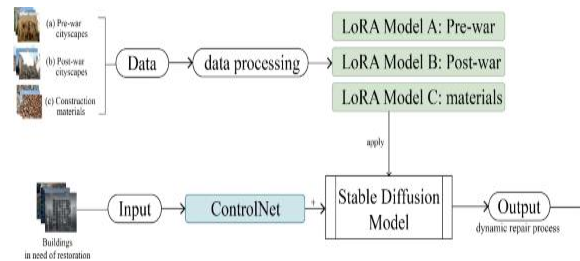 (a) Pre-war
cityscapes
(b) Post-war
cityscapes
(c) Construction
materials
Data
data processing
LoRA Model A: Pre-war
LoRA Model B: Post-war
LoRA Model C: materials
apply
Buildings
in need of restoration
Input
ControlNet
+
Stable Diffusion
Model
Output
dynamic repair process